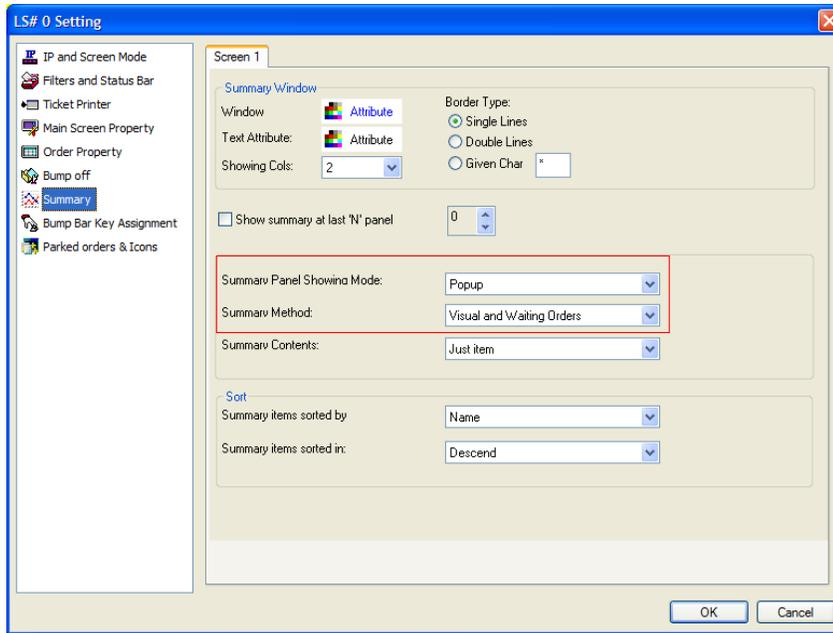 LS# 0 Setting
IP and Screen Mode
Filters and Status Bar
Ticket Printer
Main Screen Property
Order Property
Bump off
Summary
Bump Bar Key Assignment
Parked orders & Icons
Screen 1
Summary Window
Window
Attribute
Text Attribute:
Attribute
Showing Cols:
2
Border Type:
Single Lines
Double Lines
Given Char
*
Show summary at last 'N' panel
0
Summary Panel Showing Mode:
Popup
Summary Method:
Visual and Waiting Orders
Summary Contents:
Just item
Sort
Summary items sorted by
Name
Summary items sorted in:
Descend
OK
Cancel